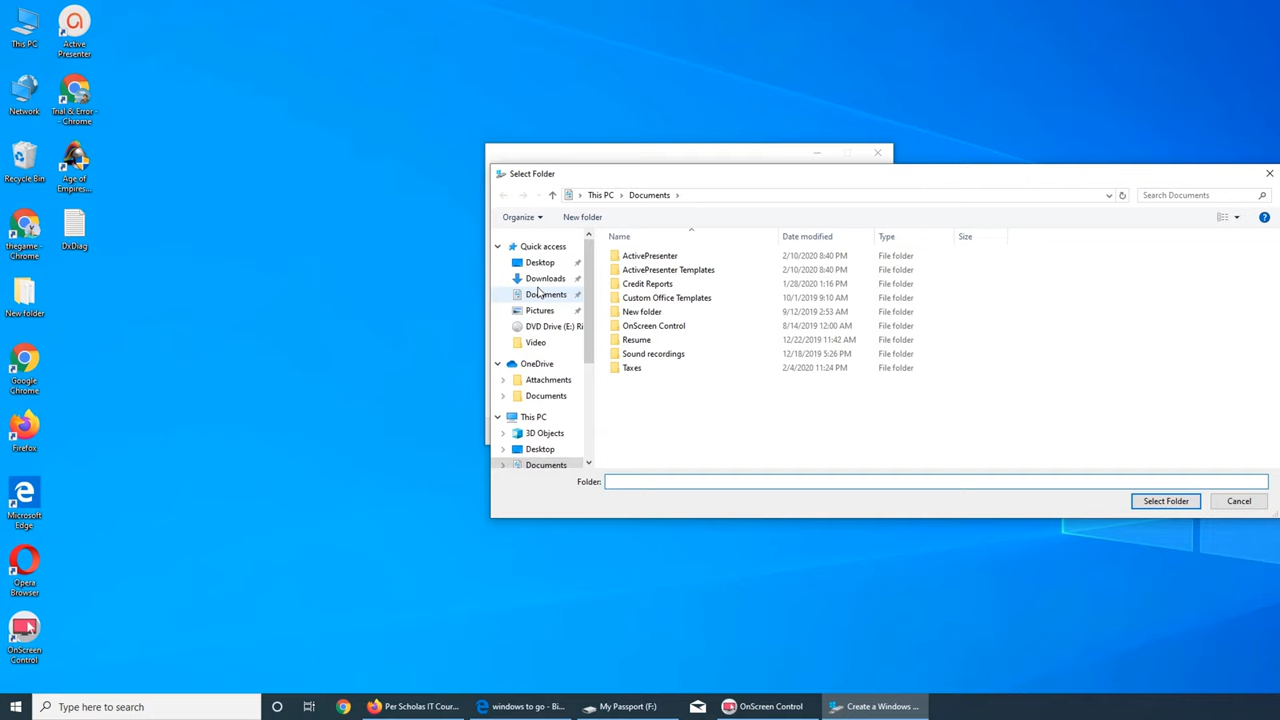 This PC
Active
Presenter
Network
Trial & Error -
Chrome
Recycle Bin
Age of
Empires...
thegame -
Chrome
DxDiag
New folder
Google
Chrome
Firefox
Microsoft
Edge
Opera
Browser
OnScreen
Control
Select Folder
This PC > Documents >
Search Documents
Organize
New folder
Name
Date modified
Type
Size
Quick access
Desktop
Downloads
Documents
Pictures
DVD Drive (E:) Ri
Video
OneDrive
Attachments
Documents
This PC
3D Objects
Desktop
Documents
ActivePresenter 2/10/2020 8:40 PM File folder
ActivePresenter Templates 2/10/2020 8:40 PM File folder
Credit Reports 1/28/2020 1:16 PM File folder
Custom Office Templates 10/1/2019 9:10 AM File folder
New folder 9/12/2019 2:53 AM File folder
OnScreen Control 8/14/2019 12:00 AM File folder
Resume 12/22/2019 11:42 AM File folder
Sound recordings 12/18/2019 5:26 PM File folder
Taxes 2/4/2020 11:24 PM File folder
Folder:
Select Folder
Cancel
Type here to search
Per Scholas IT Cour...
windows to go - Bi...
My Passport (F:)
OnScreen Control
Create a Windows ...